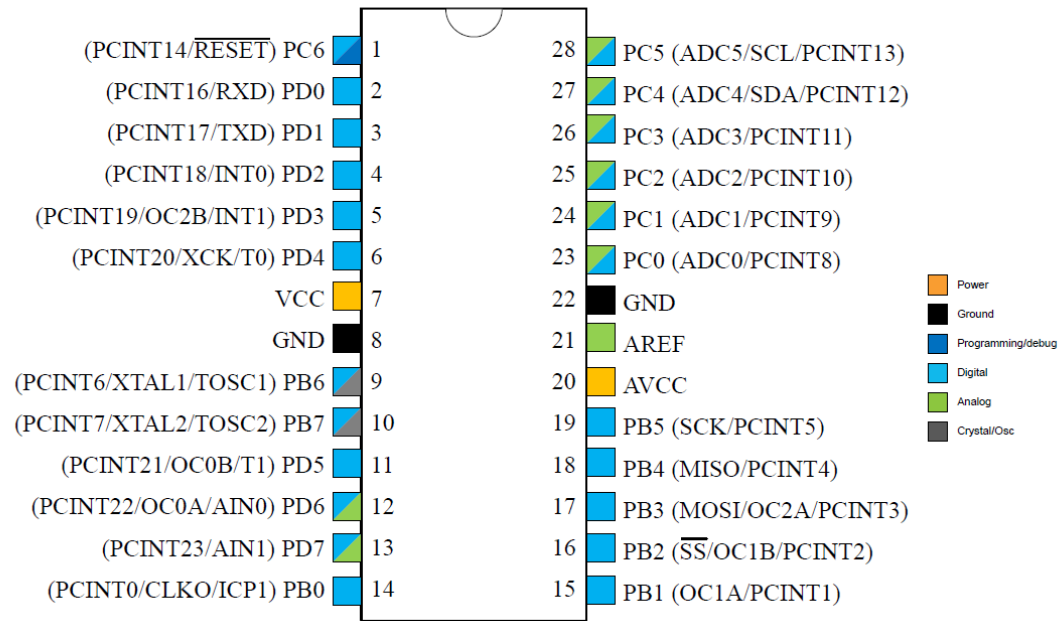 (PCINT14/RESET) PC6 1
(PCINT16/RXD) PD0 2
(PCINT17/TXD) PD1 3
(PCINT18/INT0) PD2 4
(PCINT19/OC2B/INT1) PD3 5
(PCINT20/XCK/T0) PD4 6
VCC 7
GND 8
(PCINT6/XTAL1/TOSC1) PB6 9
(PCINT7/XTAL2/TOSC2) PB7 10
(PCINT21/OC0B/T1) PD5 11
(PCINT22/OC0A/AIN0) PD6 12
(PCINT23/AIN1) PD7 13
(PCINT0/CLKO/ICP1) PB0 14
28 PC5 (ADC5/SCL/PCINT13)
27 PC4 (ADC4/SDA/PCINT12)
26 PC3 (ADC3/PCINT11)
25 PC2 (ADC2/PCINT10)
24 PC1 (ADC1/PCINT9)
23 PC0 (ADC0/PCINT8)
22 GND
21 AREF
20 AVCC
19 PB5 (SCK/PCINT5)
18 PB4 (MISO/PCINT4)
17 PB3 (MOSI/OC2A/PCINT3)
16 PB2 (SS/OC1B/PCINT2)
15 PB1 (OC1A/PCINT1)
Power
Ground
Programming/debug
Digital
Analog
Crystal/Osc